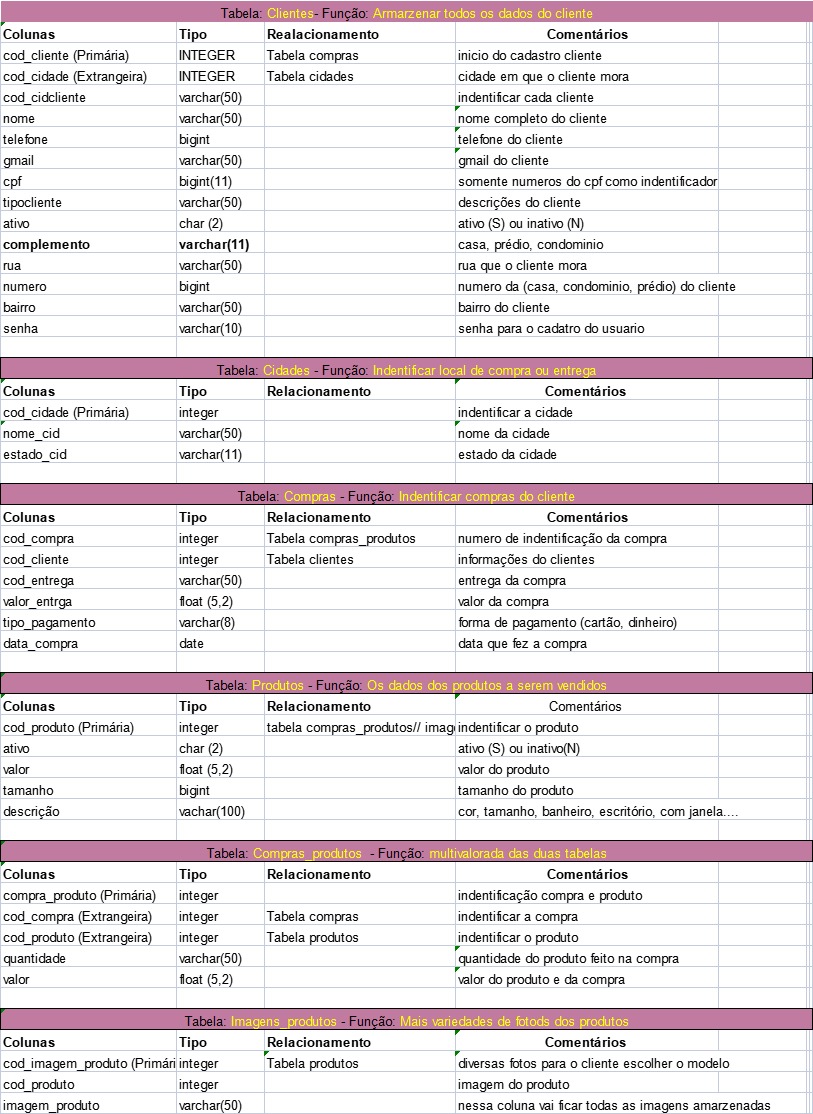 Tabela: Clientes- Função: Armarzenar todos os dados do cliente
Colunas Tipo Realacionamento Comentários
cod_cliente (Primária) INTEGER Tabela compras inicio do cadastro cliente
cod_cidade (Extrangeira) INTEGER Tabela cidades cidade em que o cliente mora
cod_cidcliente varchar(50) indentificar cada cliente
nome varchar(50) nome completo do cliente
telefone bigint telefone do cliente
gmail varchar(50) gmail do cliente
cpf bigint(11) somente numeros do cpf como indentificador
tipocliente varchar(50) descrições do cliente
ativo char (2) ativo (S) ou inativo (N)
complemento varchar(11) casa, prédio, condominio
rua varchar(50) rua que o cliente mora
numero bigint numero da (casa, condominio, prédio) do cliente
bairro varchar(50) bairro do cliente
senha varchar(10) senha para o cadatro do usuario
Tabela: Cidades - Função: Indentificar local de compra ou entrega
Colunas Tipo Relacionamento Comentários
cod_cidade (Primária) integer indentificar a cidade
nome_cid varchar(50) nome da cidade
estado_cid varchar(11) estado da cidade
Tabela: Compras - Função: Indentificar compras do cliente
Colunas Tipo Relacionamento Comentários
cod_compra integer Tabela compras_produtos numero de indentificação da compra
cod_cliente integer Tabela clientes informações do clientes
cod_entrega varchar(50) entrega da compra
valor_entrga float (5,2) valor da compra
tipo_pagamento varchar(8) forma de pagamento (cartão, dinheiro)
data_compra date data que fez a compra
Tabela: Produtos - Função: Os dados dos produtos a serem vendidos
Colunas Tipo Relacionamento Comentários
cod_produto (Primária) integer tabela compras_produtos// imag indentificar o produto
ativo char (2) ativo (S) ou inativo(N)
valor float (5,2) valor do produto
tamanho bigint tamanho do produto
descrição vachar(100) cor, tamanho, banheiro, escritório, com janela....
Tabela: Compras_produtos - Função: multivalorada das duas tabelas
Colunas Tipo Relacionamento Comentários
compra_produto (Primária) integer indentificação compra e produto
cod_compra (Extrangeira) integer Tabela compras indentificar a compra
cod_produto (Extrangeira) integer Tabela produtos indentificar o produto
quantidade varchar(50) quantidade do produto feito na compra
valor float (5,2) valor do produto e da compra
Tabela: Imagens_produtos - Função: Mais variedades de fotods dos produtos
Colunas Tipo Relacionamento Comentários
cod_imagem_produto (Primári integer Tabela produtos diversas fotos para o cliente escolher o modelo
cod_produto integer imagem do produto
imagem_produto varchar(50) nessa coluna vai ficar todas as imagens amarzenadas